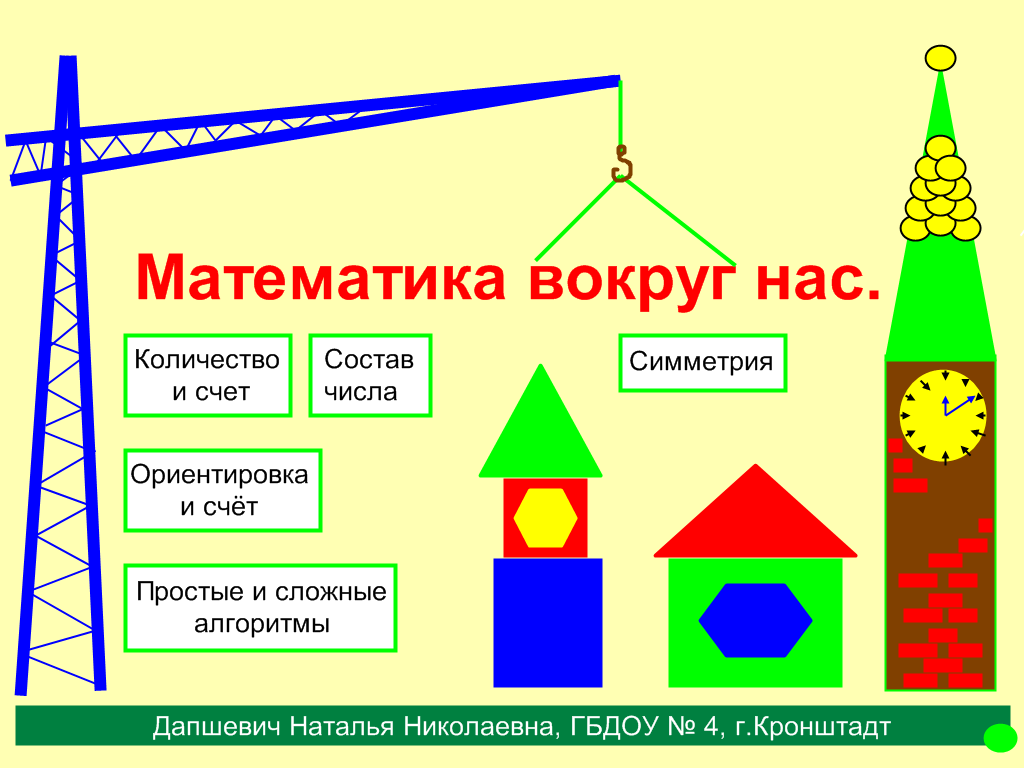 Математика вокруг нас.
Количество
и счет
Состав
числа
Симметрия
Ориентировка
и счёт
Простые и сложные
алгоритмы
Дапшевич Наталья Николаевна, ГБДОУ № 4, г.Кронштадт